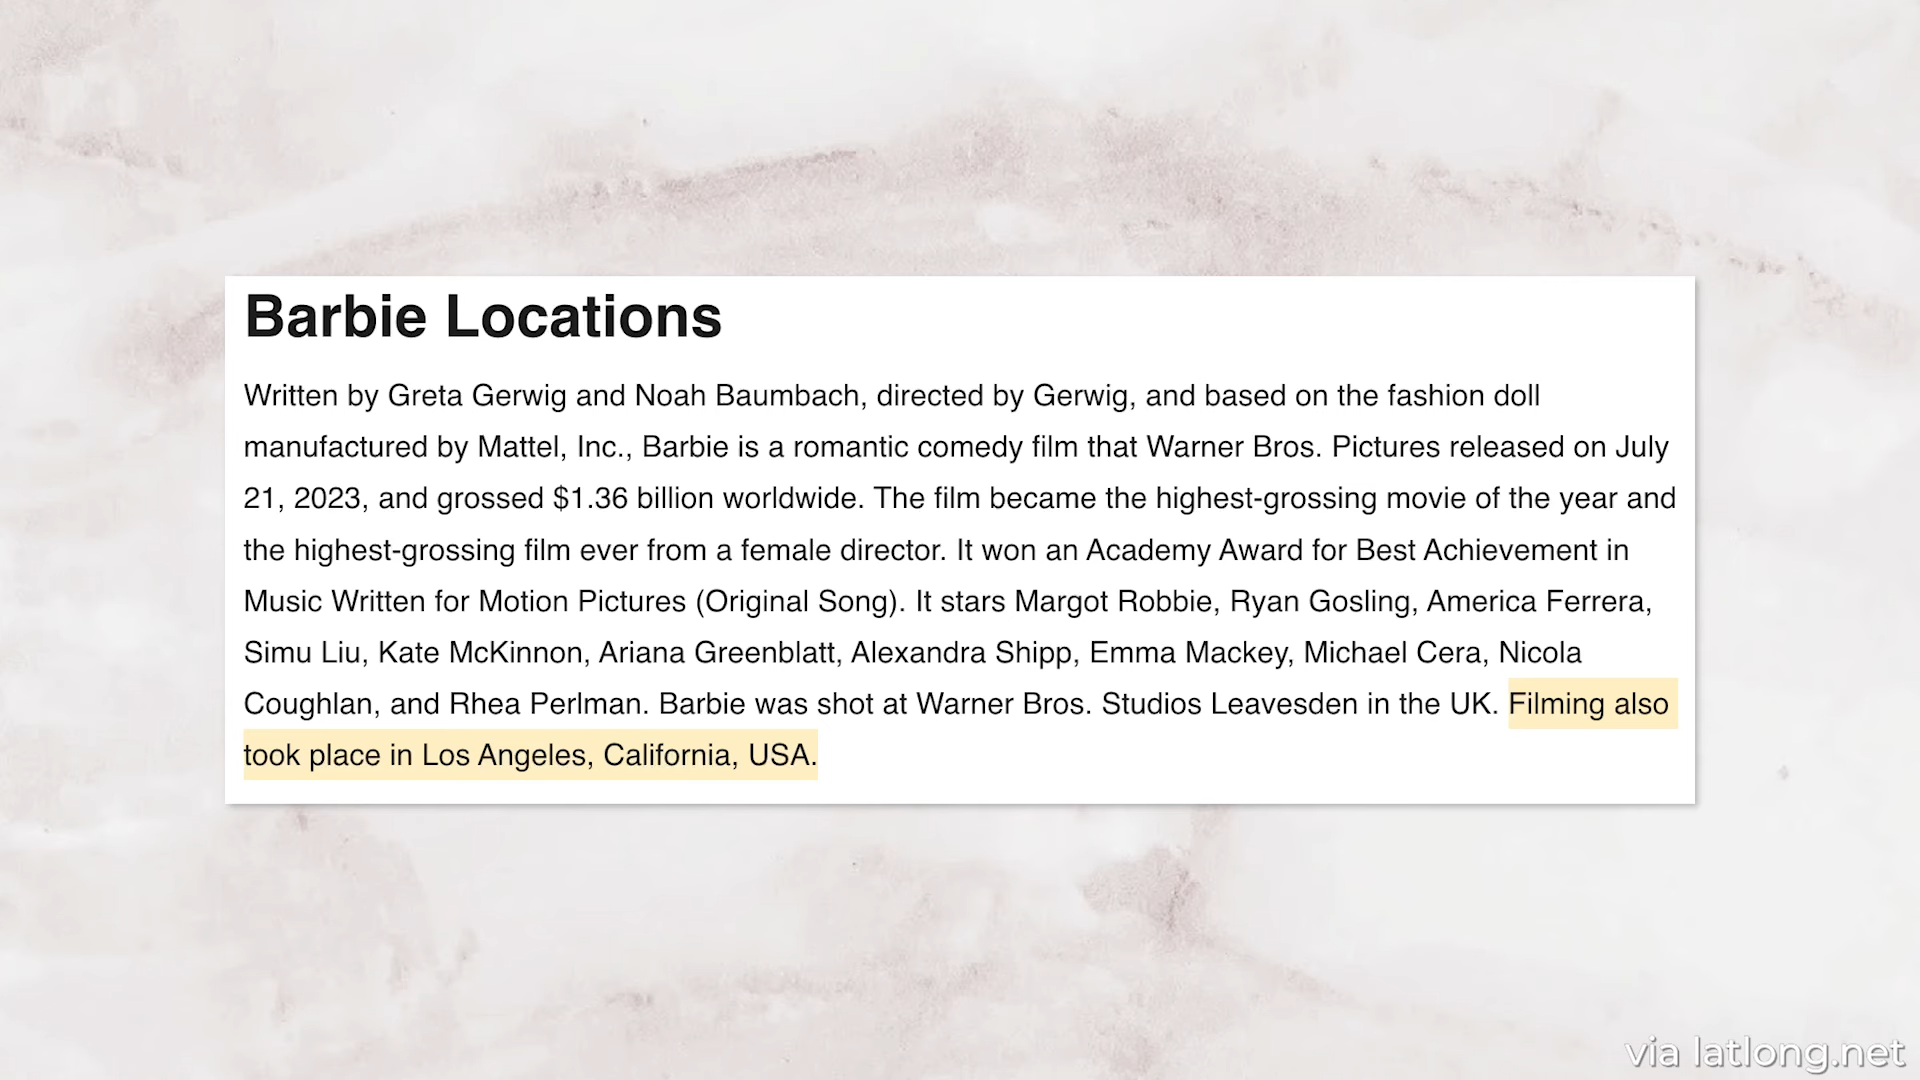 Barbie Locations
Written by Greta Gerwig and Noah Baumbach, directed by Gerwig, and based on the fashion doll
manufactured by Mattel, Inc., Barbie is a romantic comedy film that Warner Bros. Pictures released on July
21, 2023, and grossed $1.36 billion worldwide. The film became the highest-grossing movie of the year and
the highest-grossing film ever from a female director. It won an Academy Award for Best Achievement in
Music Written for Motion Pictures (Original Song). It stars Margot Robbie, Ryan Gosling, America Ferrera,
Simu Liu, Kate McKinnon, Ariana Greenblatt, Alexandra Shipp, Emma Mackey, Michael Cera, Nicola
Coughlan, and Rhea Perlman. Barbie was shot at Warner Bros. Studios Leavesden in the UK. Filming also
took place in Los Angeles, California, USA.
via latlong.net